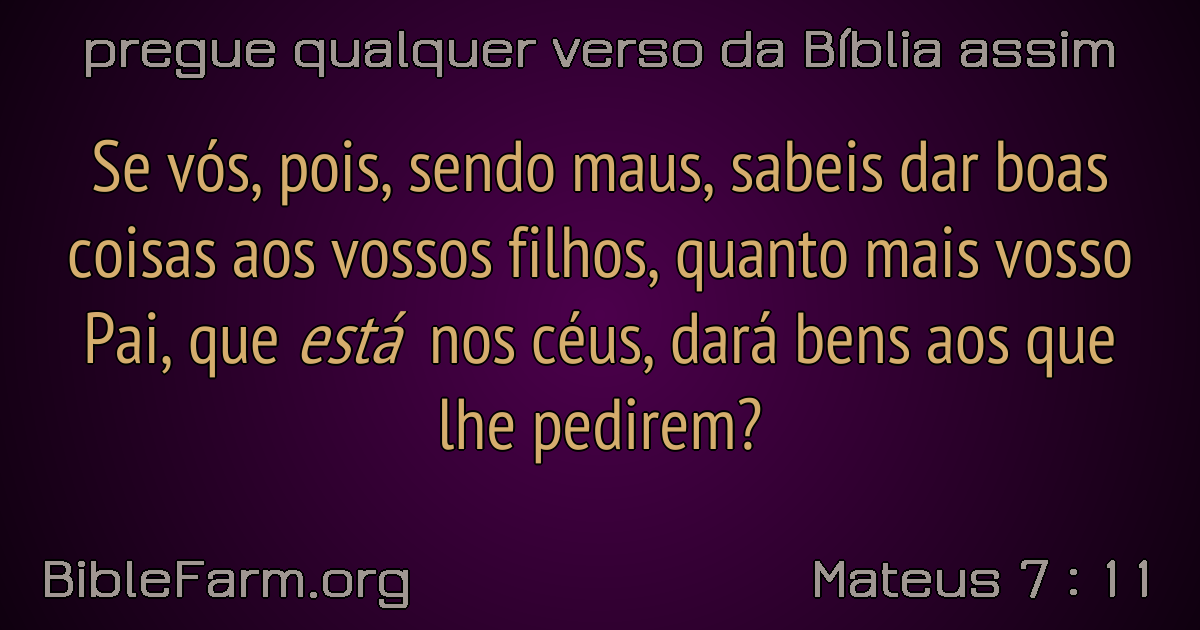 pregue qualquer verso da Bíblia assim
Se vós, pois, sendo maus, sabeis dar boas
coisas aos vossos filhos, quanto mais vosso
Pai, que está nos céus, dará bens aos que
lhe pedirem?
BibleFarm.org
Mateus 7 : 11